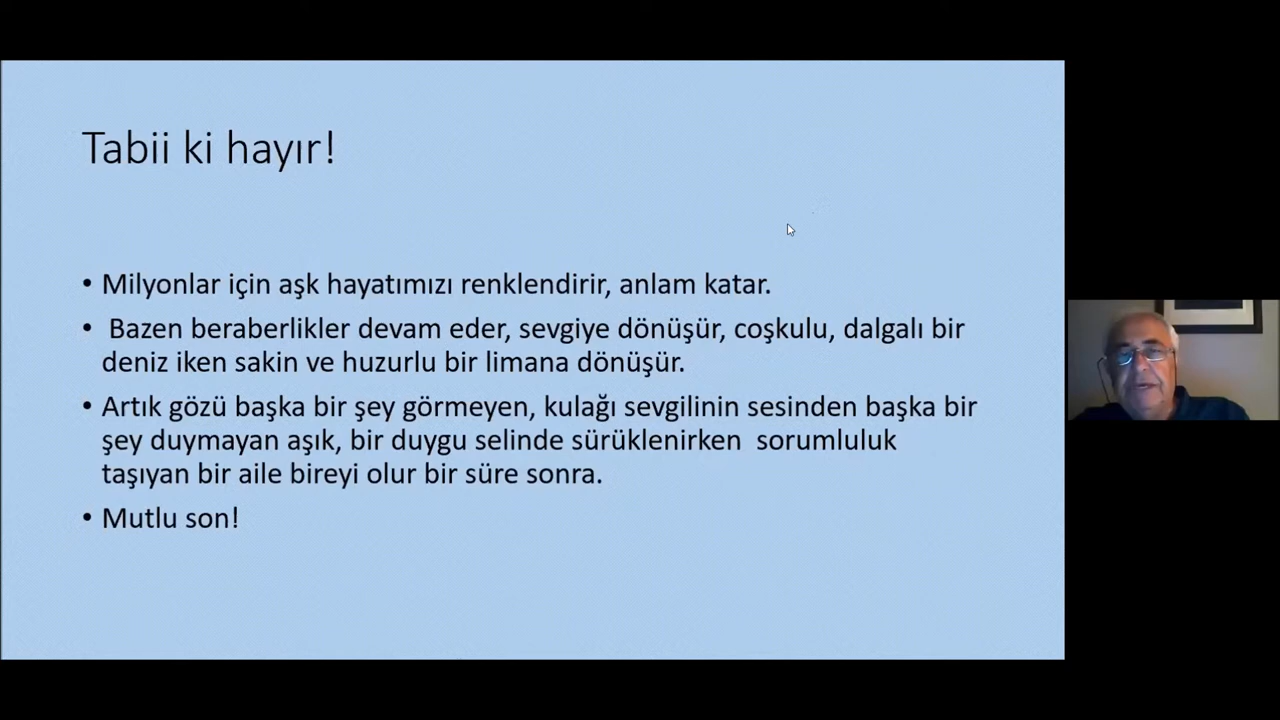 Tabii ki hayır!
• Milyonlar için aşk hayatımızı renklendirir, anlam katar.
• Bazen beraberlikler devam eder, sevgiye dönüşür, coşkulu, dalgalı bir
deniz iken sakin ve huzurlu bir limana dönüşür.
• Artık gözü başka bir şey görmeyen, kulağı sevgilinin sesinden başka bir
şey duymayan aşık, bir duygu selinde sürüklenirken sorumluluk
taşıyan bir aile bireyi olur bir süre sonra.
• Mutlu son!